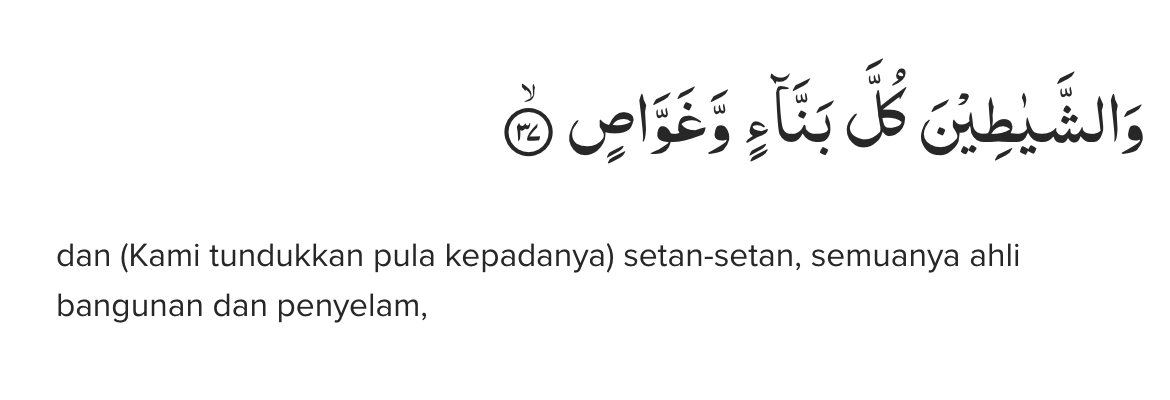 وَالشَّيٰطِيْنَ كُلَّ بَنَّاۤءٍ وَّغَوَّاصٍۙ ٣٧
dan (Kami tundukkan pula kepadanya) setan-setan, semuanya ahli
bangunan dan penyelam,